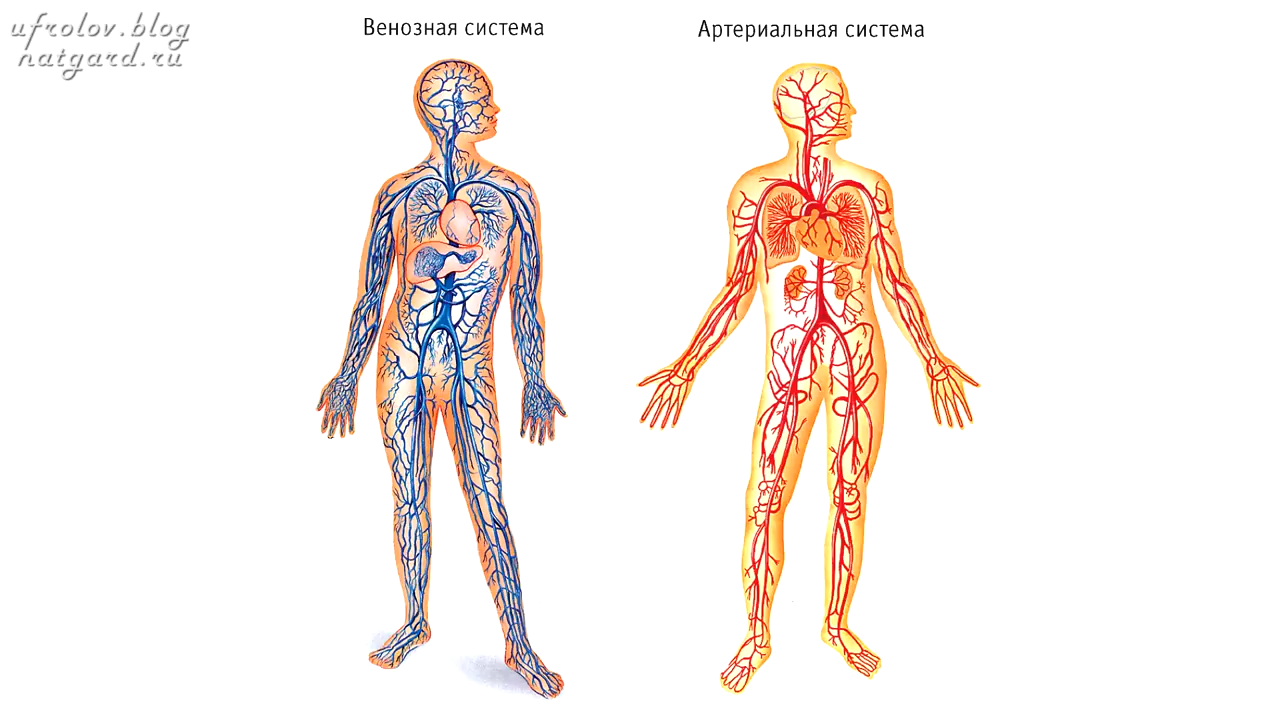 ufrolov.blog
natgard.ru
Венозная система
Артериальная система